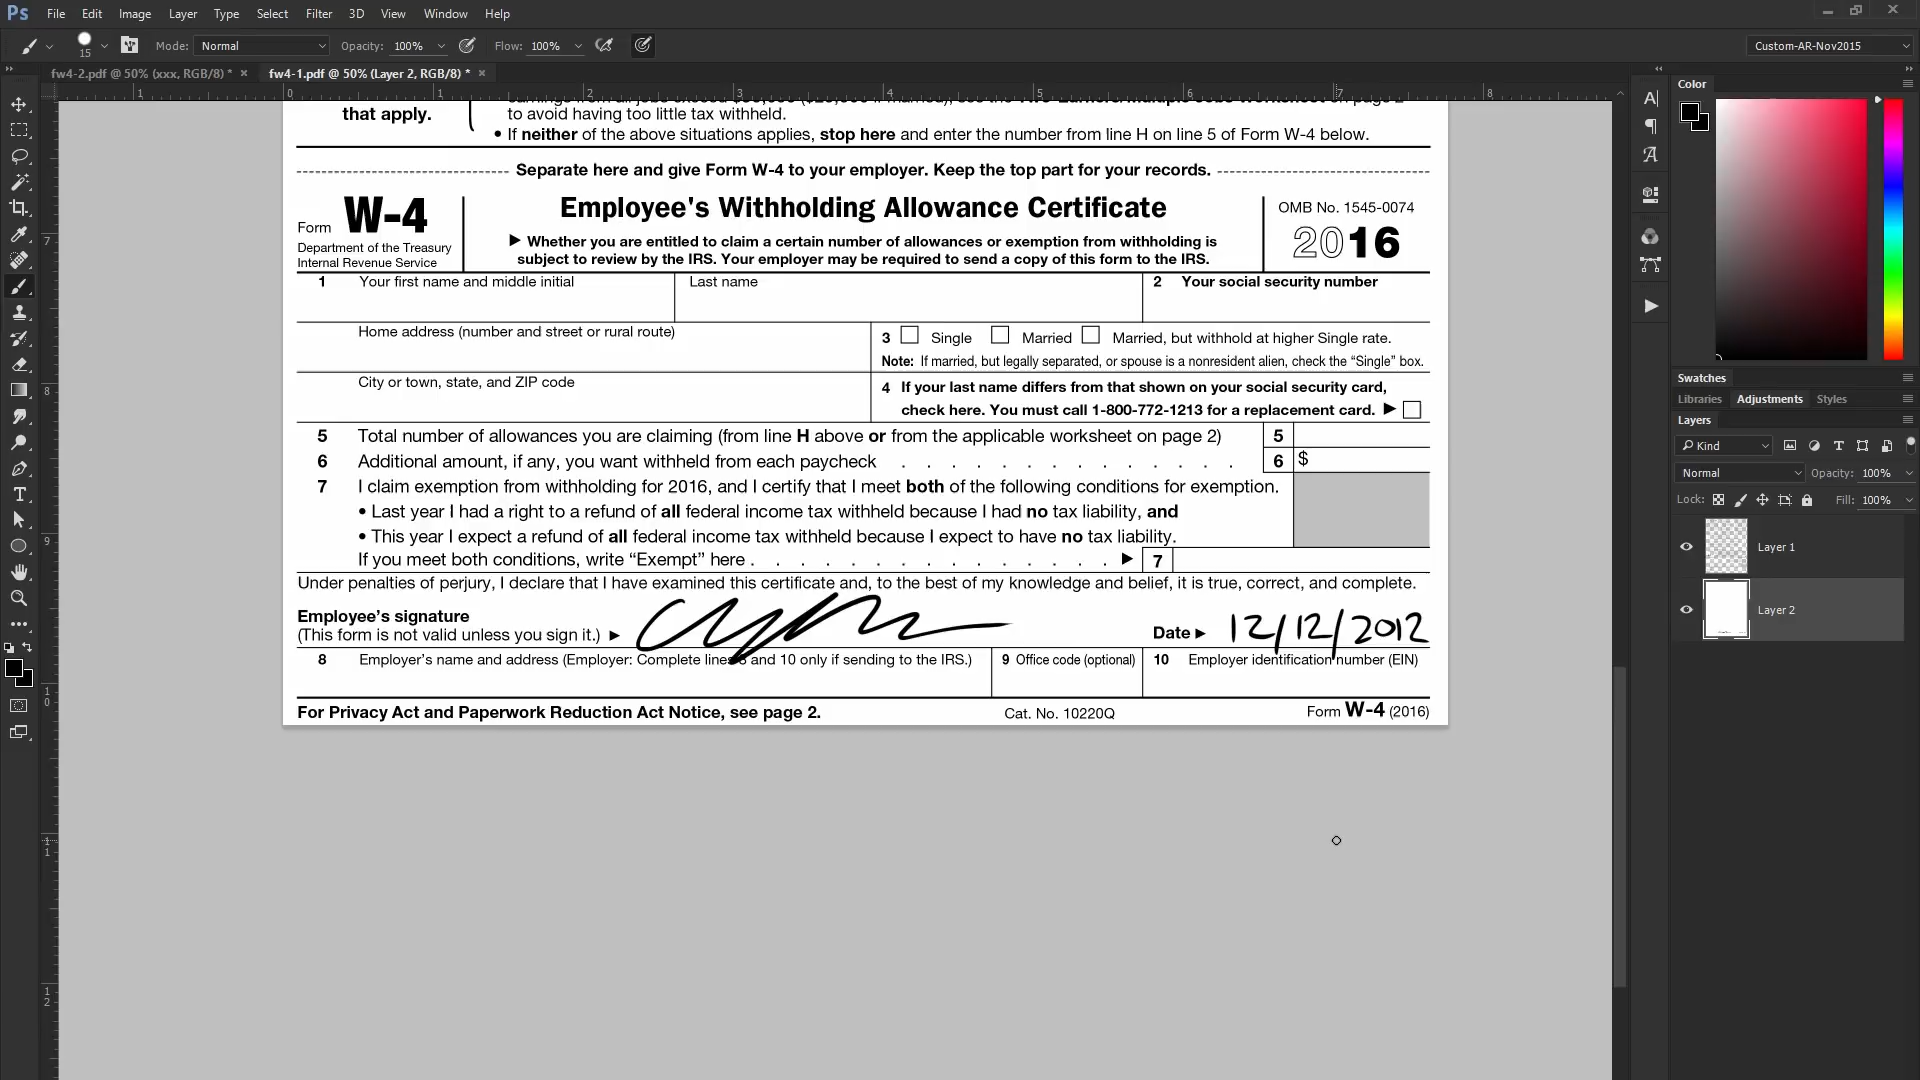 Ps File Edit Image Layer Type Select Filter 3D View Window Help
15 Mode: Normal Opacity: 100% Flow: 100% Custom-AR-Nov2015
fw4-2.pdf @ 50% (xxx, RGB/8) * × fw4-1.pdf @ 50% (Layer 2, RGB/8) * ×
1 0 1 2 3 4 5 6 7 8
that apply.
to avoid having too little tax withheld.
• If neither of the above situations applies, stop here and enter the number from line H on line 5 of Form W-4 below.
Separate here and give Form W-4 to your employer. Keep the top part for your records.
Form W-4
Department of the Treasury
Internal Revenue Service
Employee's Withholding Allowance Certificate
▶ Whether you are entitled to claim a certain number of allowances or exemption from withholding is
subject to review by the IRS. Your employer may be required to send a copy of this form to the IRS.
OMB No. 1545-0074
2016
1 Your first name and middle initial
Last name
2 Your social security number
Home address (number and street or rural route)
3 Single Married Married, but withhold at higher Single rate.
Note: If married, but legally separated, or spouse is a nonresident alien, check the “Single” box.
City or town, state, and ZIP code
4 If your last name differs from that shown on your social security card,
check here. You must call 1-800-772-1213 for a replacement card. ▶
5 Total number of allowances you are claiming (from line H above or from the applicable worksheet on page 2) 5
6 Additional amount, if any, you want withheld from each paycheck . . . . . . . . . . . . . . 6 $
7 I claim exemption from withholding for 2016, and I certify that I meet both of the following conditions for exemption.
• Last year I had a right to a refund of all federal income tax withheld because I had no tax liability, and
• This year I expect a refund of all federal income tax withheld because I expect to have no tax liability.
If you meet both conditions, write “Exempt” here . . . . . . . . . . . . . . . ▶ 7
Under penalties of perjury, I declare that I have examined this certificate and, to the best of my knowledge and belief, it is true, correct, and complete.
Employee’s signature
(This form is not valid unless you sign it.) ▶
Date ▶ 12/12/2012
8 Employer’s name and address (Employer: Complete lines 8 and 10 only if sending to the IRS.)
9 Office code (optional)
10 Employer identification number (EIN)
For Privacy Act and Paperwork Reduction Act Notice, see page 2.
Cat. No. 10220Q
Form W-4 (2016)
7
8
9
10
11
12
Color
Swatches
Libraries Adjustments Styles
Layers
Kind
Normal Opacity: 100%
Lock: Fill: 100%
Layer 1
Layer 2